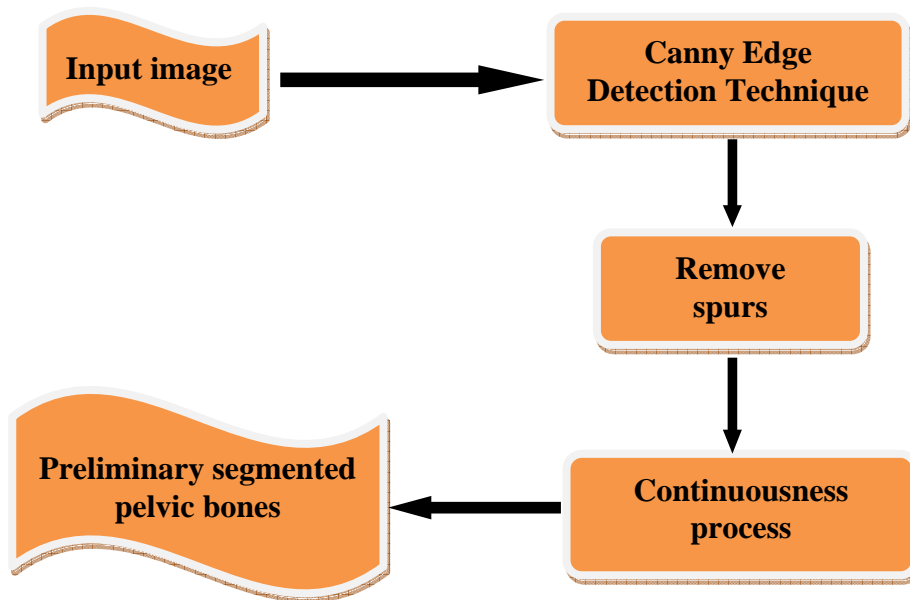 Input image
Canny Edge
Detection Technique
Remove
spurs
Continuousness
process
Preliminary segmented
pelvic bones